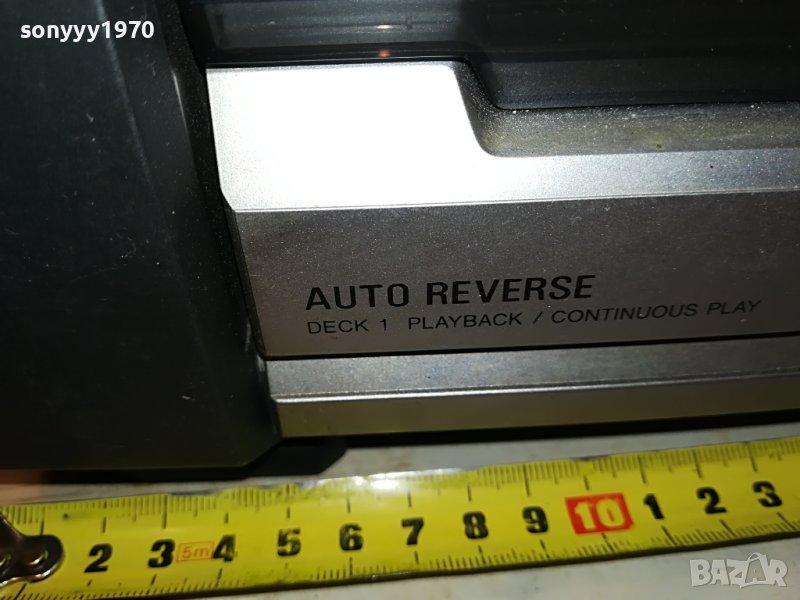 sonyyy1970
AUTO REVERSE
DECK 1 PLAYBACK / CONTINUOUS PLAY
2 3 5m 4 5 6 7 8 9 10 1 2 3
BAZAR